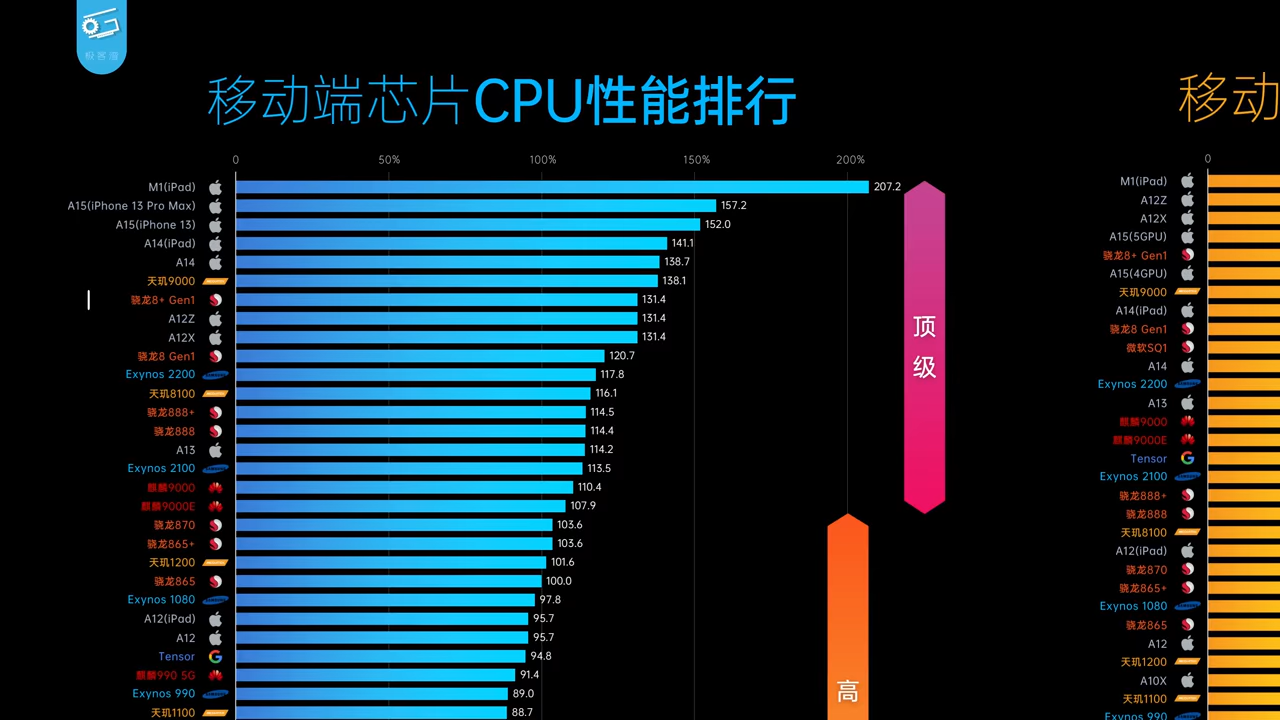 极客湾
移动端芯片CPU性能排行
0 50% 100% 150% 200%
M1(iPad) 207.2
A15(iPhone 13 Pro Max) 157.2
A15(iPhone 13) 152.0
A14(iPad) 141.1
A14 138.7
天玑9000 138.1
骁龙8+ Gen1 131.4
A12Z 131.4
A12X 131.4
骁龙8 Gen1 120.7
Exynos 2200 117.8
天玑8100 116.1
骁龙888+ 114.5
骁龙888 114.4
A13 114.2
Exynos 2100 113.5
麒麟9000 110.4
麒麟9000E 107.9
骁龙870 103.6
骁龙865+ 103.6
天玑1200 101.6
骁龙865 100.0
Exynos 1080 97.8
A12(iPad) 95.7
A12 95.7
Tensor 94.8
麒麟990 5G 91.4
Exynos 990 89.0
天玑1100 88.7
顶级
高
移动
0
M1(iPad)
A12Z
A12X
A15(5GPU)
骁龙8+ Gen1
A15(4GPU)
天玑9000
A14(iPad)
骁龙8 Gen1
微软SQ1
A14
Exynos 2200
A13
麒麟9000
麒麟9000E
Tensor
Exynos 2100
骁龙888+
骁龙888
天玑8100
A12(iPad)
骁龙870
骁龙865+
Exynos 1080
骁龙865
A12
天玑1200
A10X
天玑1100
Exynos 990